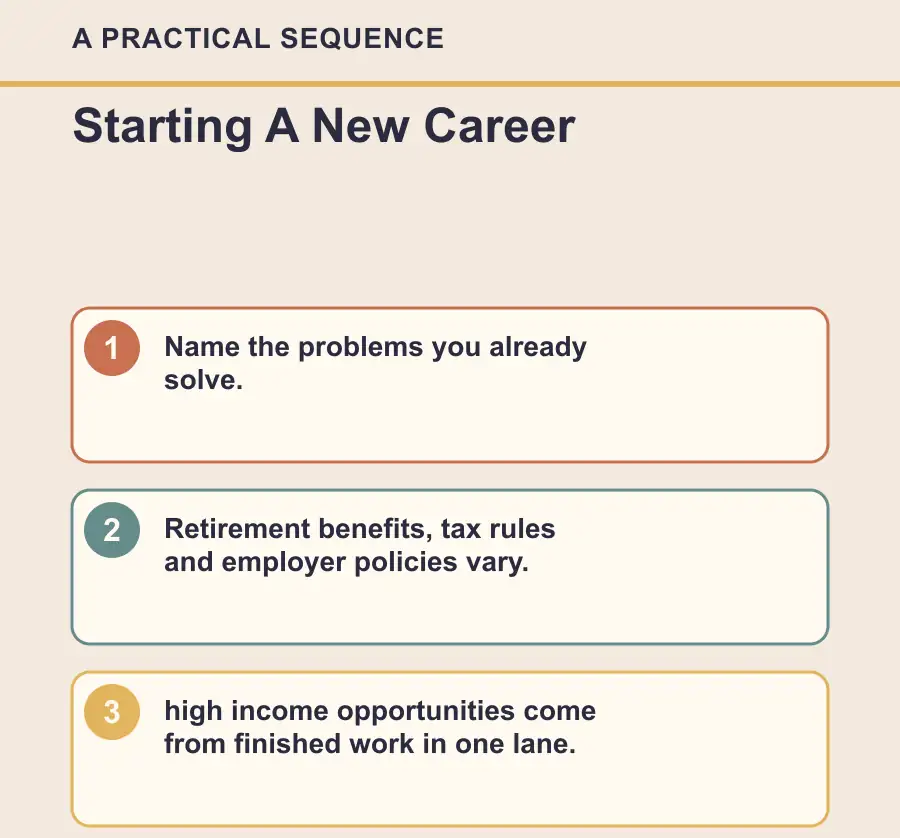 A PRACTICAL SEQUENCE
Starting A New Career
1
Name the problems you already
solve.
2
Retirement benefits, tax rules
and employer policies vary.
3
high income opportunities come
from finished work in one lane.